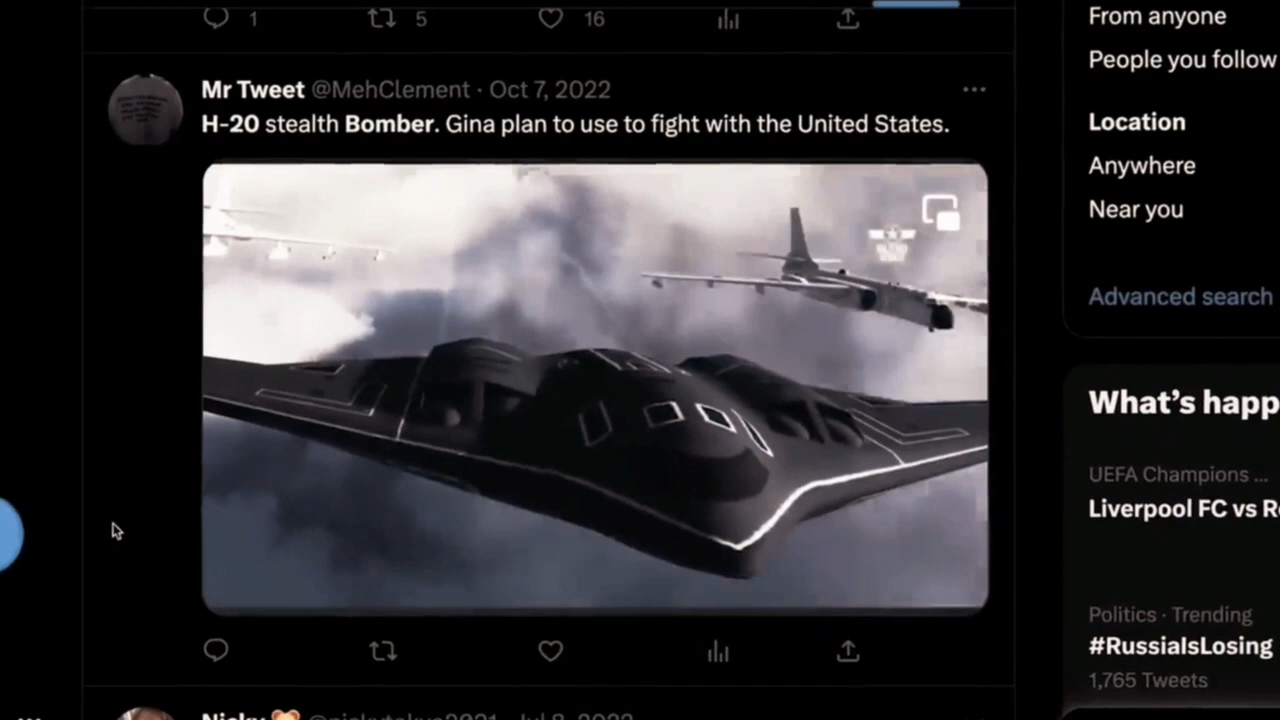 1 5 16
Mr Tweet @MehClement · Oct 7, 2022
H-20 stealth Bomber. Gina plan to use to fight with the United States.
From anyone
People you follow
Location
Anywhere
Near you
Advanced search
What's happ
UEFA Champions ...
Liverpool FC vs R
Politics · Trending
#RussiaIsLosing
1,765 Tweets